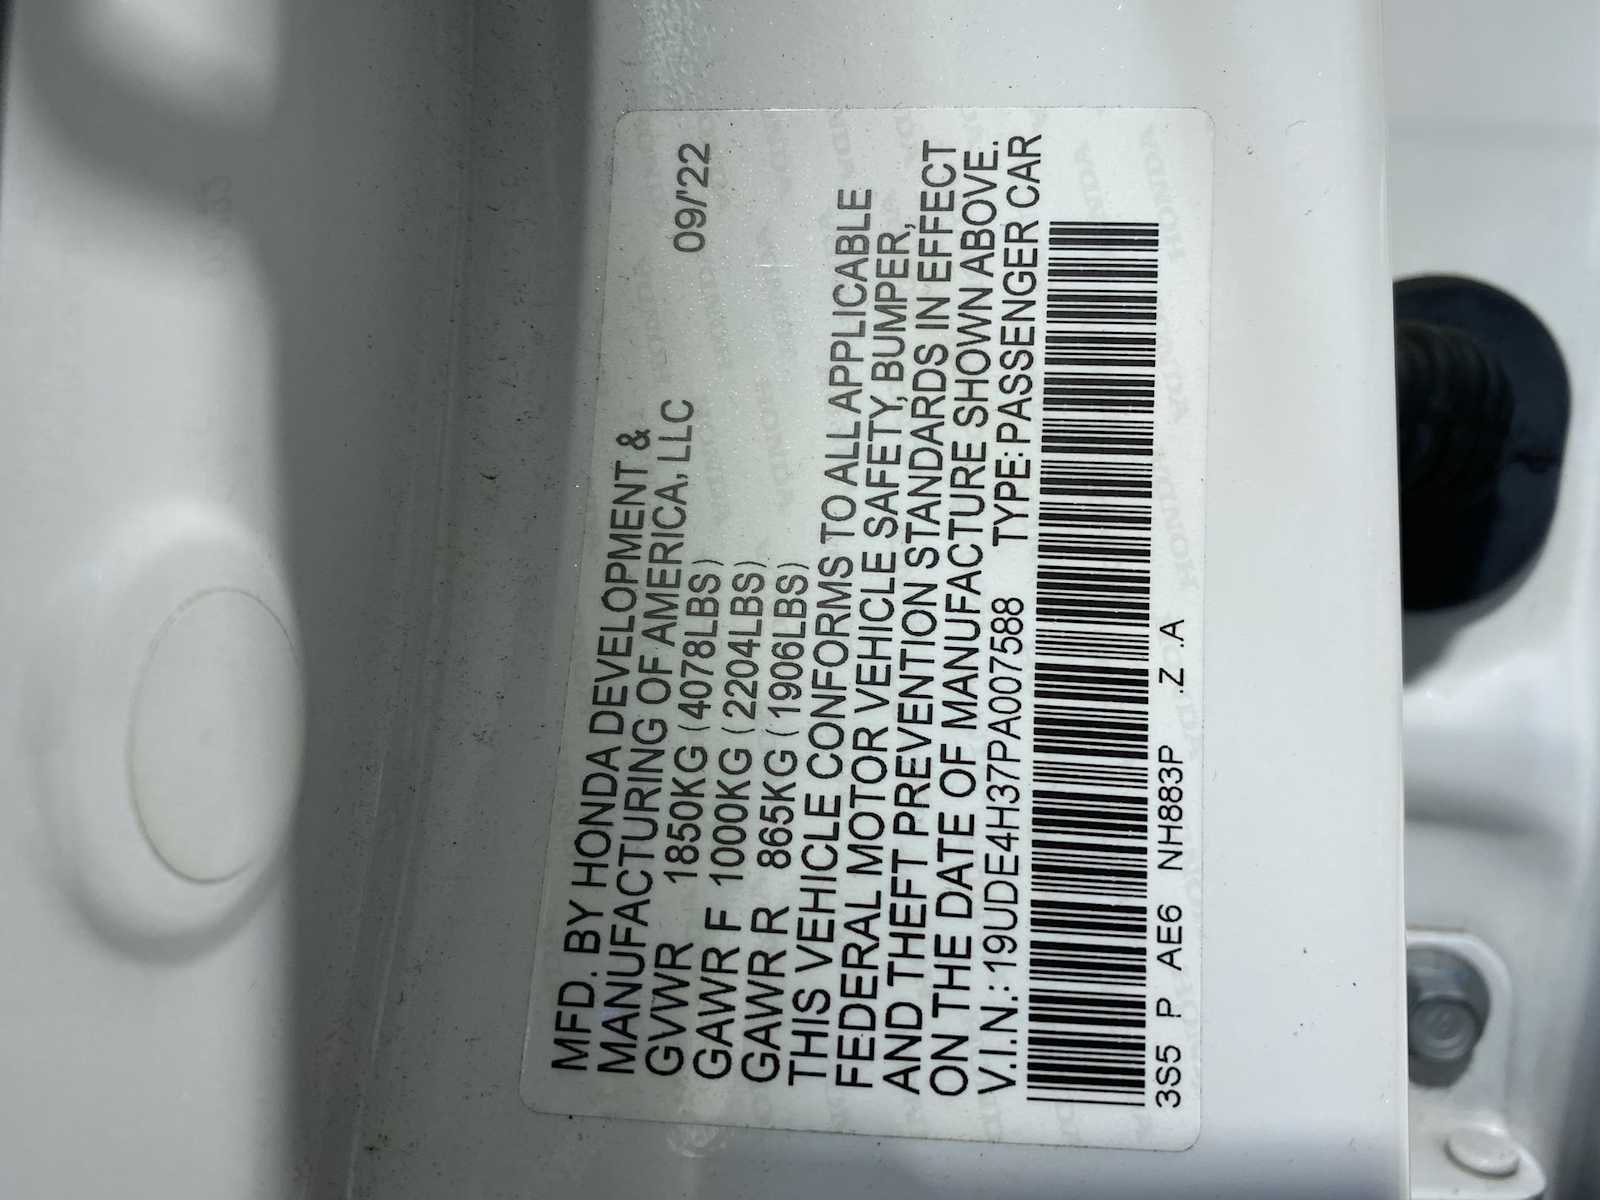 MFD. BY HONDA DEVELOPMENT &
MANUFACTURING OF AMERICA, LLC 09/'22
GVWR 1850KG (4078LBS)
GAWR F 1000KG (2204LBS)
GAWR R 865KG (1906LBS)
THIS VEHICLE CONFORMS TO ALL APPLICABLE
FEDERAL MOTOR VEHICLE SAFETY, BUMPER,
AND THEFT PREVENTION STANDARDS IN EFFECT
ON THE DATE OF MANUFACTURE SHOWN ABOVE.
V.I.N.: 19UDE4H37PA007588 TYPE: PASSENGER CAR
3S5 P AE6 NH883P .Z .A